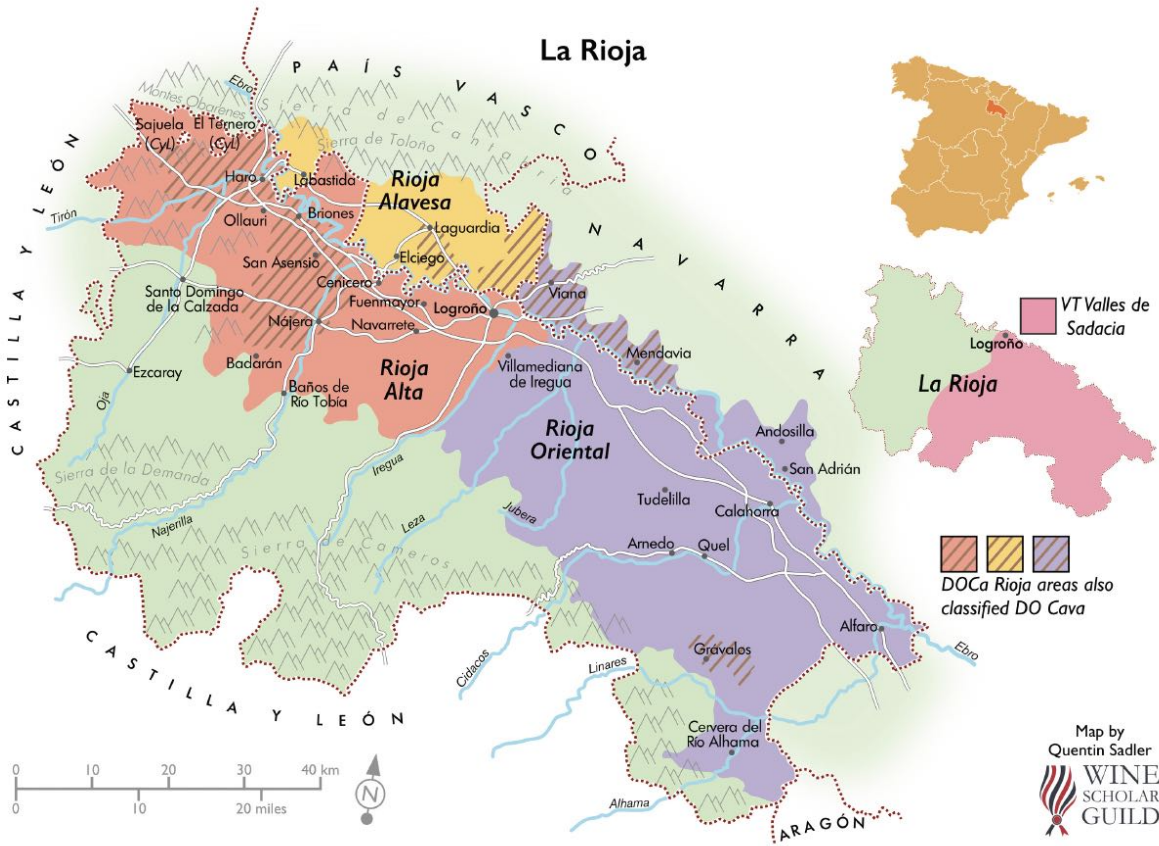 La Rioja
PAÍS VASCO
NAVARRA
CASTILLA Y LEÓN
CASTILLA Y LEÓN
ARAGÓN
Ebro
Montes Obarenes
Sierra de Cantabria
Sierra de Toloño
Sajuela
(CyL)
El Ternero
(CyL)
Haro
Labastida
Rioja
Alavesa
Tirón
Ollauri
Briones
Laguardia
San Asensio
Elciego
Cenicero
Santo Domingo
de la Calzada
Fuenmayor
Logroño
Viana
Nájera
Navarrete
Mendavia
Badarán
Ezcaray
Rioja
Alta
Villamediana
de Iregua
Baños de
Río Tobía
Oja
Rioja
Oriental
Andosilla
San Adrián
Sierra de la Demanda
Iregua
Tudelilla
Calahorra
Najerilla
Leza
Jubera
Sierra de Cameros
Arnedo
Quel
Alfaro
Ebro
Cidacos
Linares
Grávalos
Cervera del
Río Alhama
Alhama
0 10 20 30 40 km
0 10 20 miles
N
VT Valles de
Sadacia
Logroño
La Rioja
DOCa Rioja areas also
classified DO Cava
Map by
Quentin Sadler
WINE
SCHOLAR
GUILD